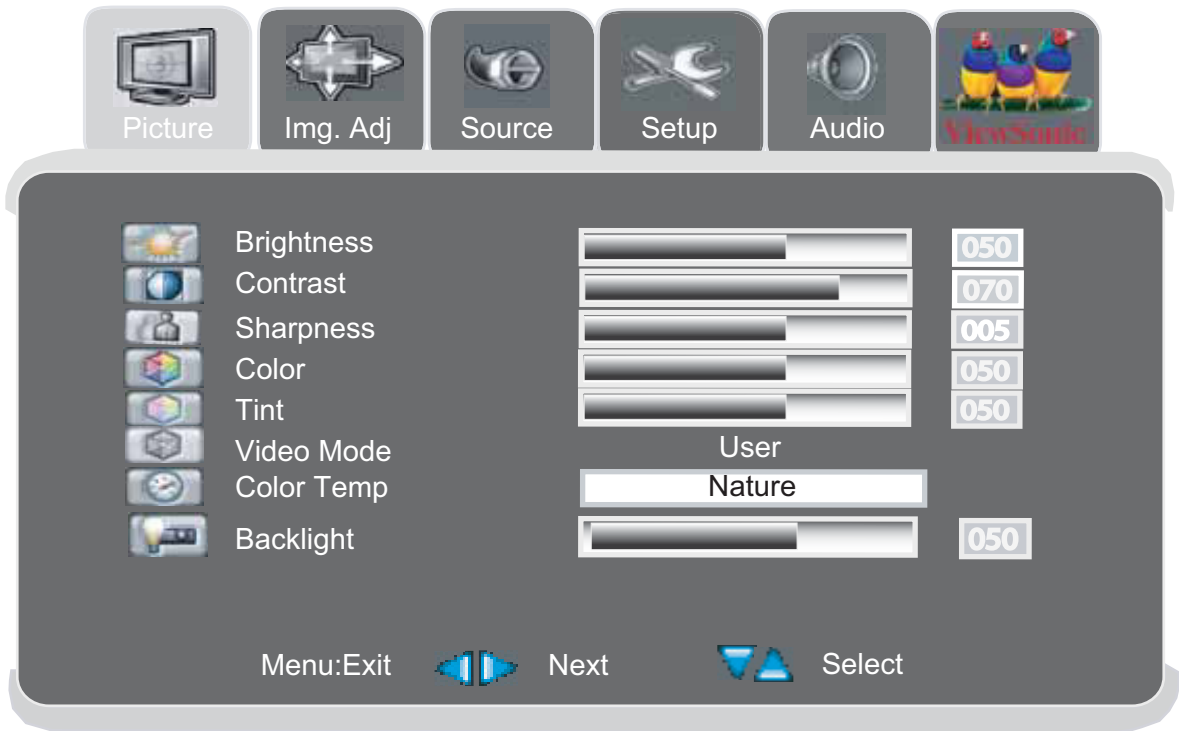 Picture Img. Adj Source Setup Audio ViewSonic
Brightness 050
Contrast 070
Sharpness 005
Color 050
Tint 050
Video Mode User
Color Temp Nature
Backlight 050
Menu:Exit Next Select